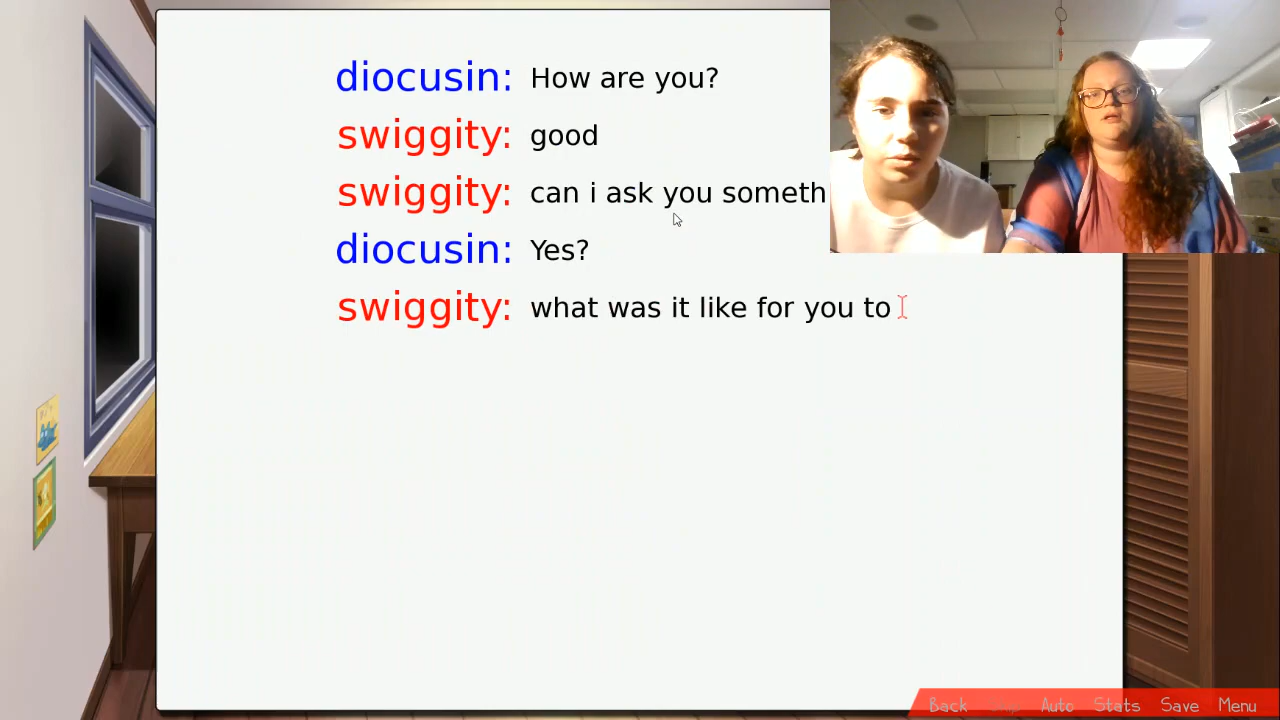 diocusin: How are you?
swiggity: good
swiggity: can i ask you someth
diocusin: Yes?
swiggity: what was it like for you to
Back Auto Stats Save Menu